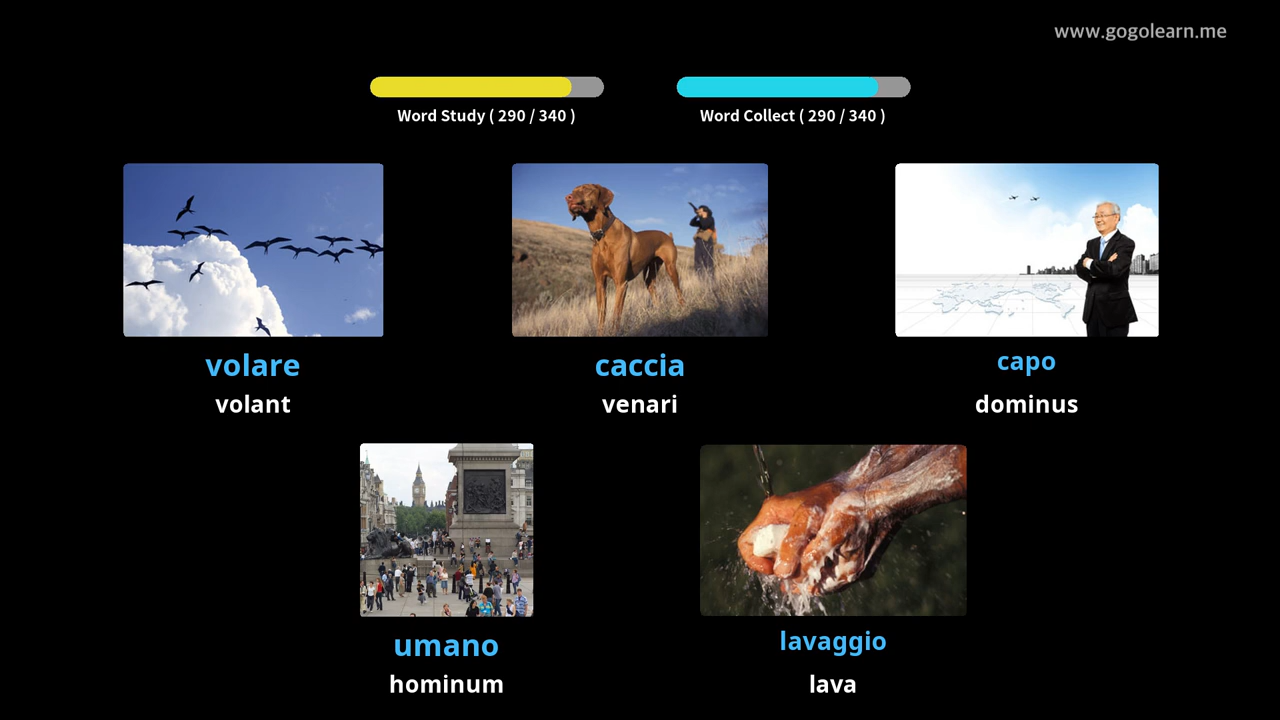 www.gogolearn.me
Word Study ( 290 / 340 )
Word Collect ( 290 / 340 )
volare
volant
caccia
venari
capo
dominus
umano
hominum
lavaggio
lava